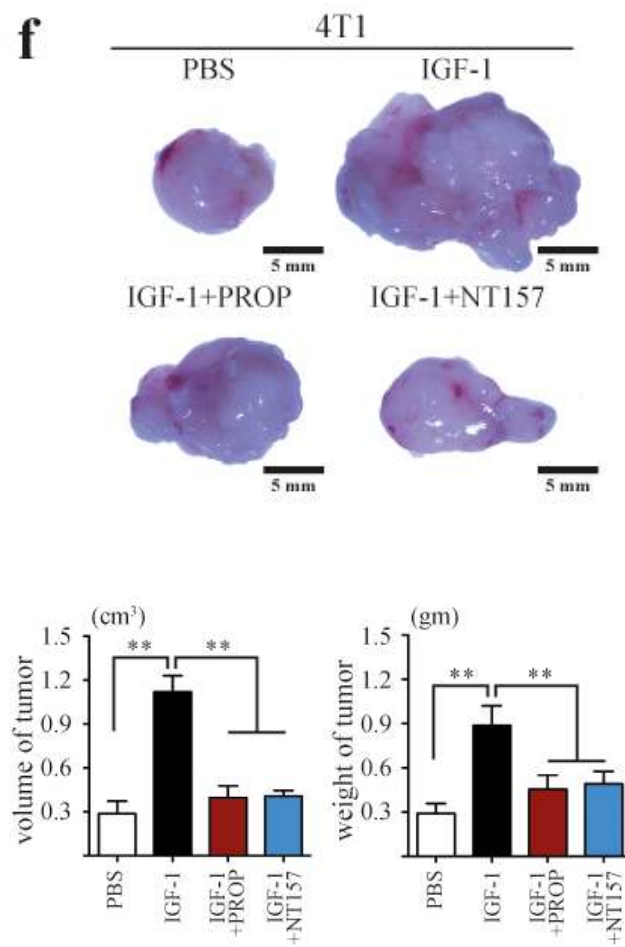 f
4T1
PBS IGF-1
5 mm 5 mm
IGF-1+PROP IGF-1+NT157
5 mm 5 mm
(cm³)
volume of tumor
1.5
1.2
0.9
0.6
0.3
** **
PBS
IGF-1
IGF-1
+PROP
IGF-1
+NT157
(gm)
weight of tumor
1.5
1.2
0.9
0.6
0.3
** **
PBS
IGF-1
IGF-1
+PROP
IGF-1
+NT157